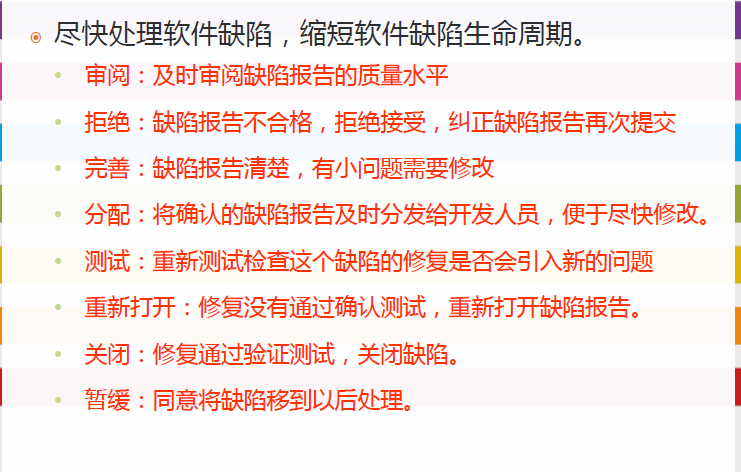 尽快处理软件缺陷，缩短软件缺陷生命周期。
审阅：及时审阅缺陷报告的质量水平
拒绝：缺陷报告不合格，拒绝接受，纠正缺陷报告再次提交
完善：缺陷报告清楚，有小问题需要修改
分配：将确认的缺陷报告及时分发给开发人员，便于尽快修改。
测试：重新测试检查这个缺陷的修复是否会引入新的问题
重新打开：修复没有通过确认测试，重新打开缺陷报告。
关闭：修复通过验证测试，关闭缺陷。
暂缓：同意将缺陷移到以后处理。